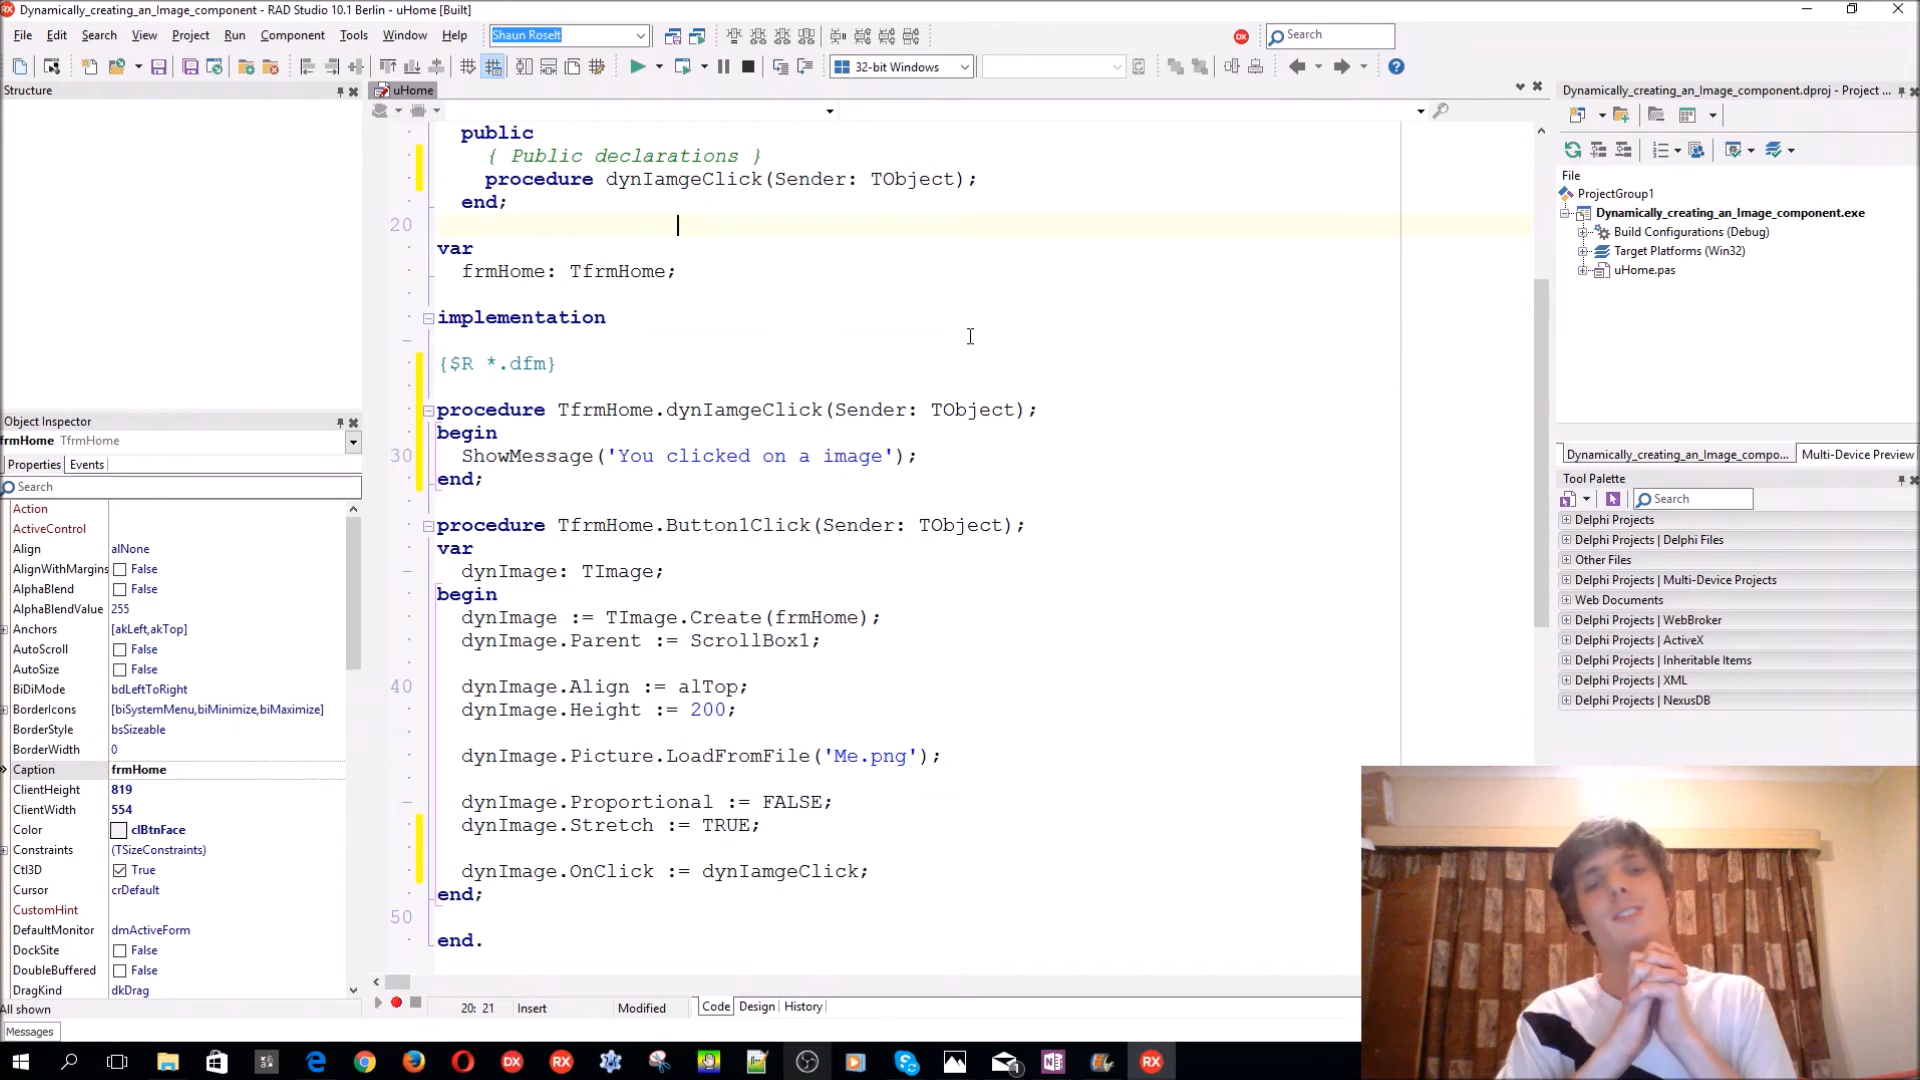 Dynamically_creating_an_Image_component - RAD Studio 10.1 Berlin - uHome [Built]
File Edit Search View Project Run Component Tools Window Help Shaun Roselt Search
32-bit Windows
Structure
uHome
Dynamically_creating_an_Image_component.dproj - Project ...
public
{ Public declarations }
procedure dynIamgeClick(Sender: TObject);
end;
20
var
frmHome: TfrmHome;
implementation
{$R *.dfm}
procedure TfrmHome.dynIamgeClick(Sender: TObject);
begin
30 ShowMessage('You clicked on a image');
end;
procedure TfrmHome.Button1Click(Sender: TObject);
var
dynImage: TImage;
begin
dynImage := TImage.Create(frmHome);
dynImage.Parent := ScrollBox1;
40 dynImage.Align := alTop;
dynImage.Height := 200;
dynImage.Picture.LoadFromFile('Me.png');
dynImage.Proportional := FALSE;
dynImage.Stretch := TRUE;
dynImage.OnClick := dynIamgeClick;
end;
50
end.
20: 21 Insert Modified Code Design History
Object Inspector
frmHome TfrmHome
Properties Events
Search
Action
ActiveControl
Align alNone
AlignWithMargins False
AlphaBlend False
AlphaBlendValue 255
Anchors [akLeft,akTop]
AutoScroll False
AutoSize False
BiDiMode bdLeftToRight
BorderIcons [biSystemMenu,biMinimize,biMaximize]
BorderStyle bsSizeable
BorderWidth 0
Caption frmHome
ClientHeight 819
ClientWidth 554
Color clBtnFace
Constraints (TSizeConstraints)
Ctl3D True
Cursor crDefault
CustomHint
DefaultMonitor dmActiveForm
DockSite False
DoubleBuffered False
DragKind dkDrag
All shown
Messages
File
ProjectGroup1
Dynamically_creating_an_Image_component.exe
Build Configurations (Debug)
Target Platforms (Win32)
uHome.pas
Dynamically_creating_an_Image_compo... Multi-Device Preview
Tool Palette
Search
Delphi Projects
Delphi Projects | Delphi Files
Other Files
Delphi Projects | Multi-Device Projects
Web Documents
Delphi Projects | WebBroker
Delphi Projects | ActiveX
Delphi Projects | Inheritable Items
Delphi Projects | XML
Delphi Projects | NexusDB
DX RX RX